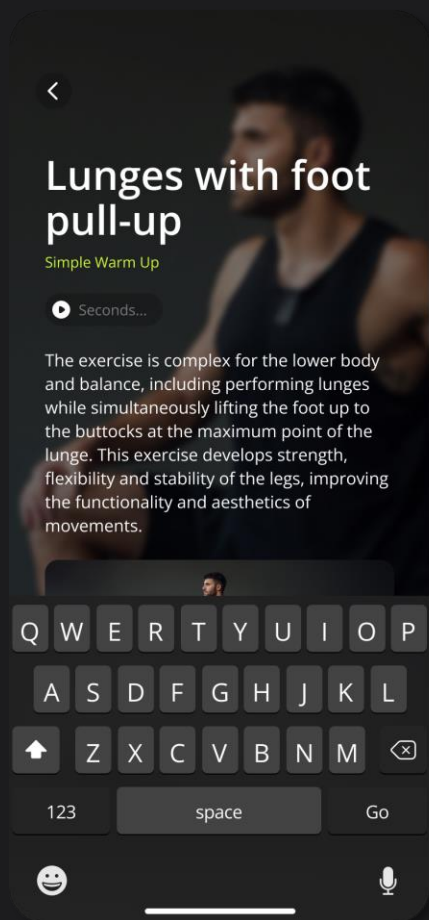 Lunges with foot
pull-up
Simple Warm Up
Seconds...
The exercise is complex for the lower body
and balance, including performing lunges
while simultaneously lifting the foot up to
the buttocks at the maximum point of the
lunge. This exercise develops strength,
flexibility and stability of the legs, improving
the functionality and aesthetics of
movements.
Q W E R T Y U I O P
A S D F G H J K L
Z X C V B N M
123 space Go